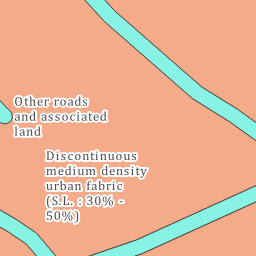 Other roads
and associated
land
Discontinuous
medium density
urban fabric
(S.L. : 30% -
50%)